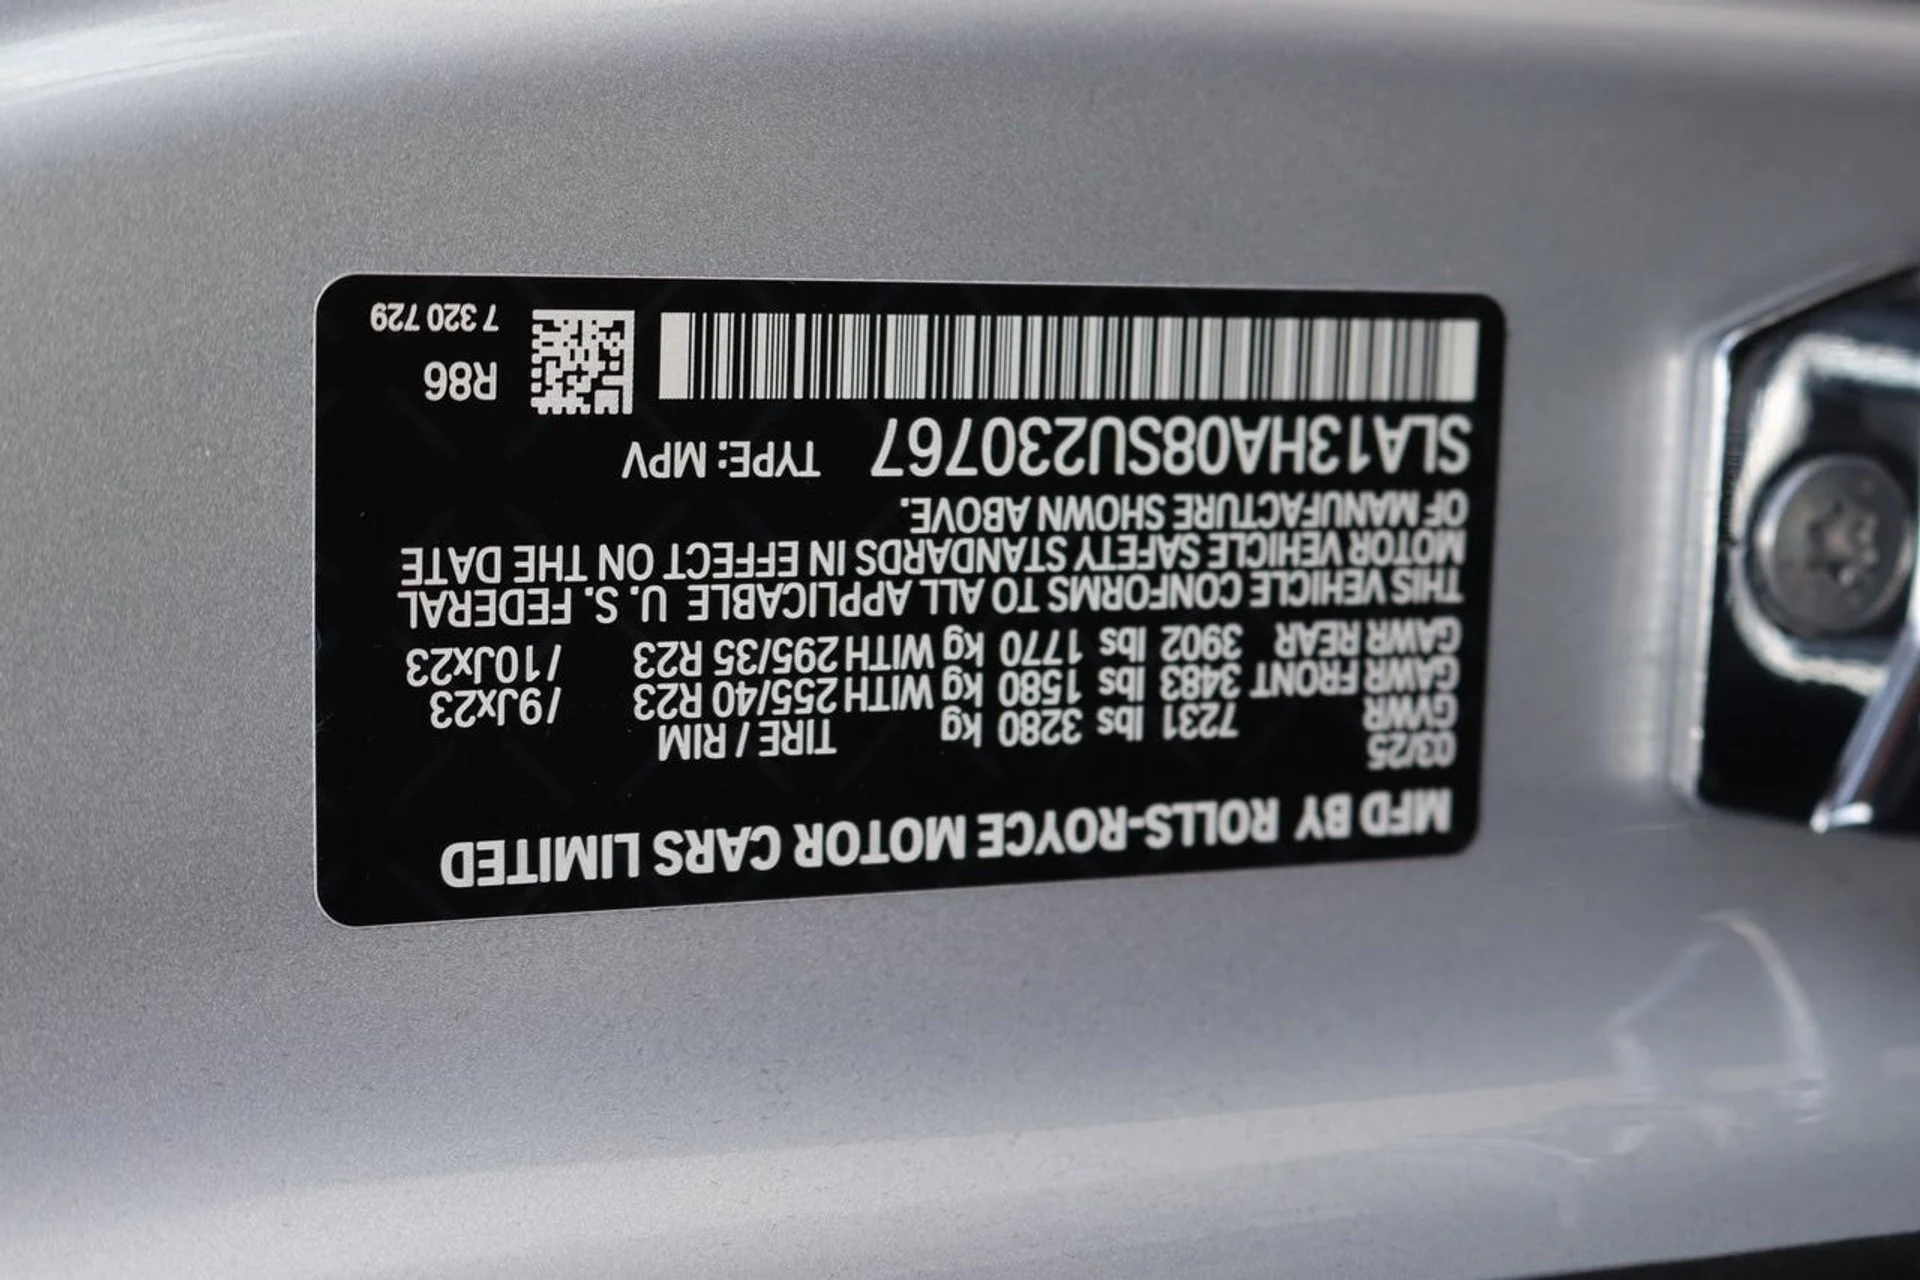 MFD BY ROLLS-ROYCE MOTOR CARS LIMITED
03/25
GVWR 7231 lbs 3280 kg TIRE / RIM
GAWR FRONT 3483 lbs 1580 kg WITH 255/40 R23 /9Jx23
GAWR REAR 3902 lbs 1770 kg WITH 295/35 R23 /10Jx23
THIS VEHICLE CONFORMS TO ALL APPLICABLE U. S. FEDERAL
MOTOR VEHICLE SAFETY STANDARDS IN EFFECT ON THE DATE
OF MANUFACTURE SHOWN ABOVE.
SLA13HA08SU230767 TYPE: MPV
R86
7 320 729